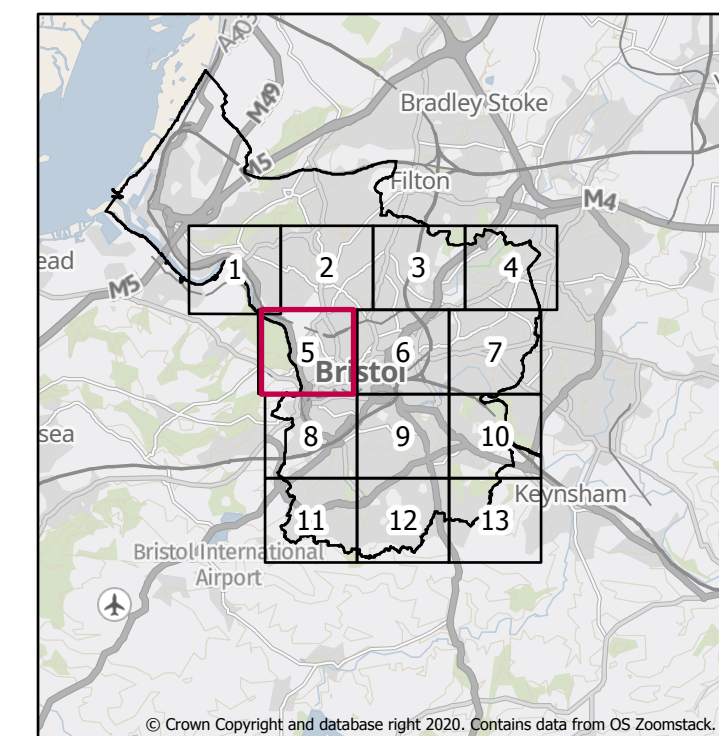 A403
M49
Bradley Stoke
M5
Filton
M4
ead
M5
1
2
3
4
5
6
7
Bristol
sea
8
9
10
Keynsham
11
12
13
Bristol International
Airport
© Crown Copyright and database right 2020. Contains data from OS Zoomstack.